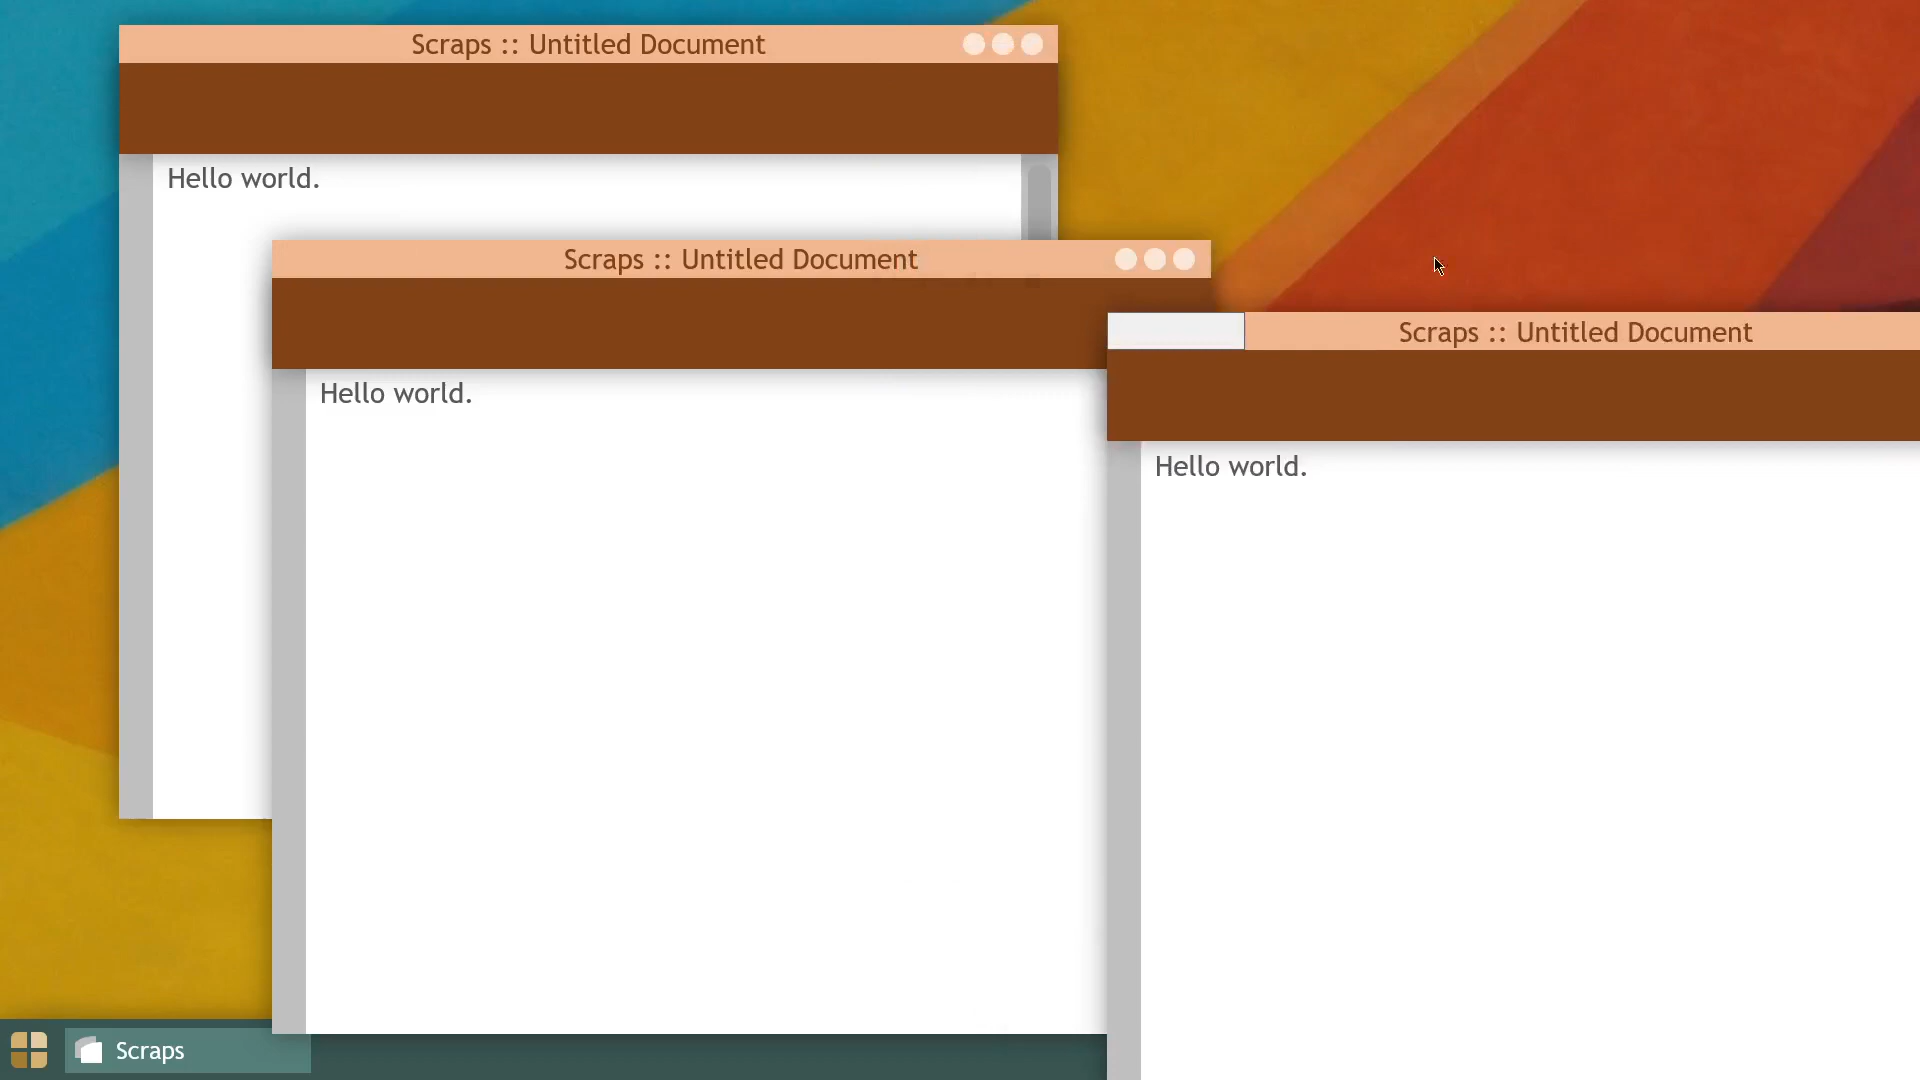 Scraps :: Untitled Document
Hello world.
Scraps :: Untitled Document
Hello world.
Scraps :: Untitled Document
Hello world.
Scraps